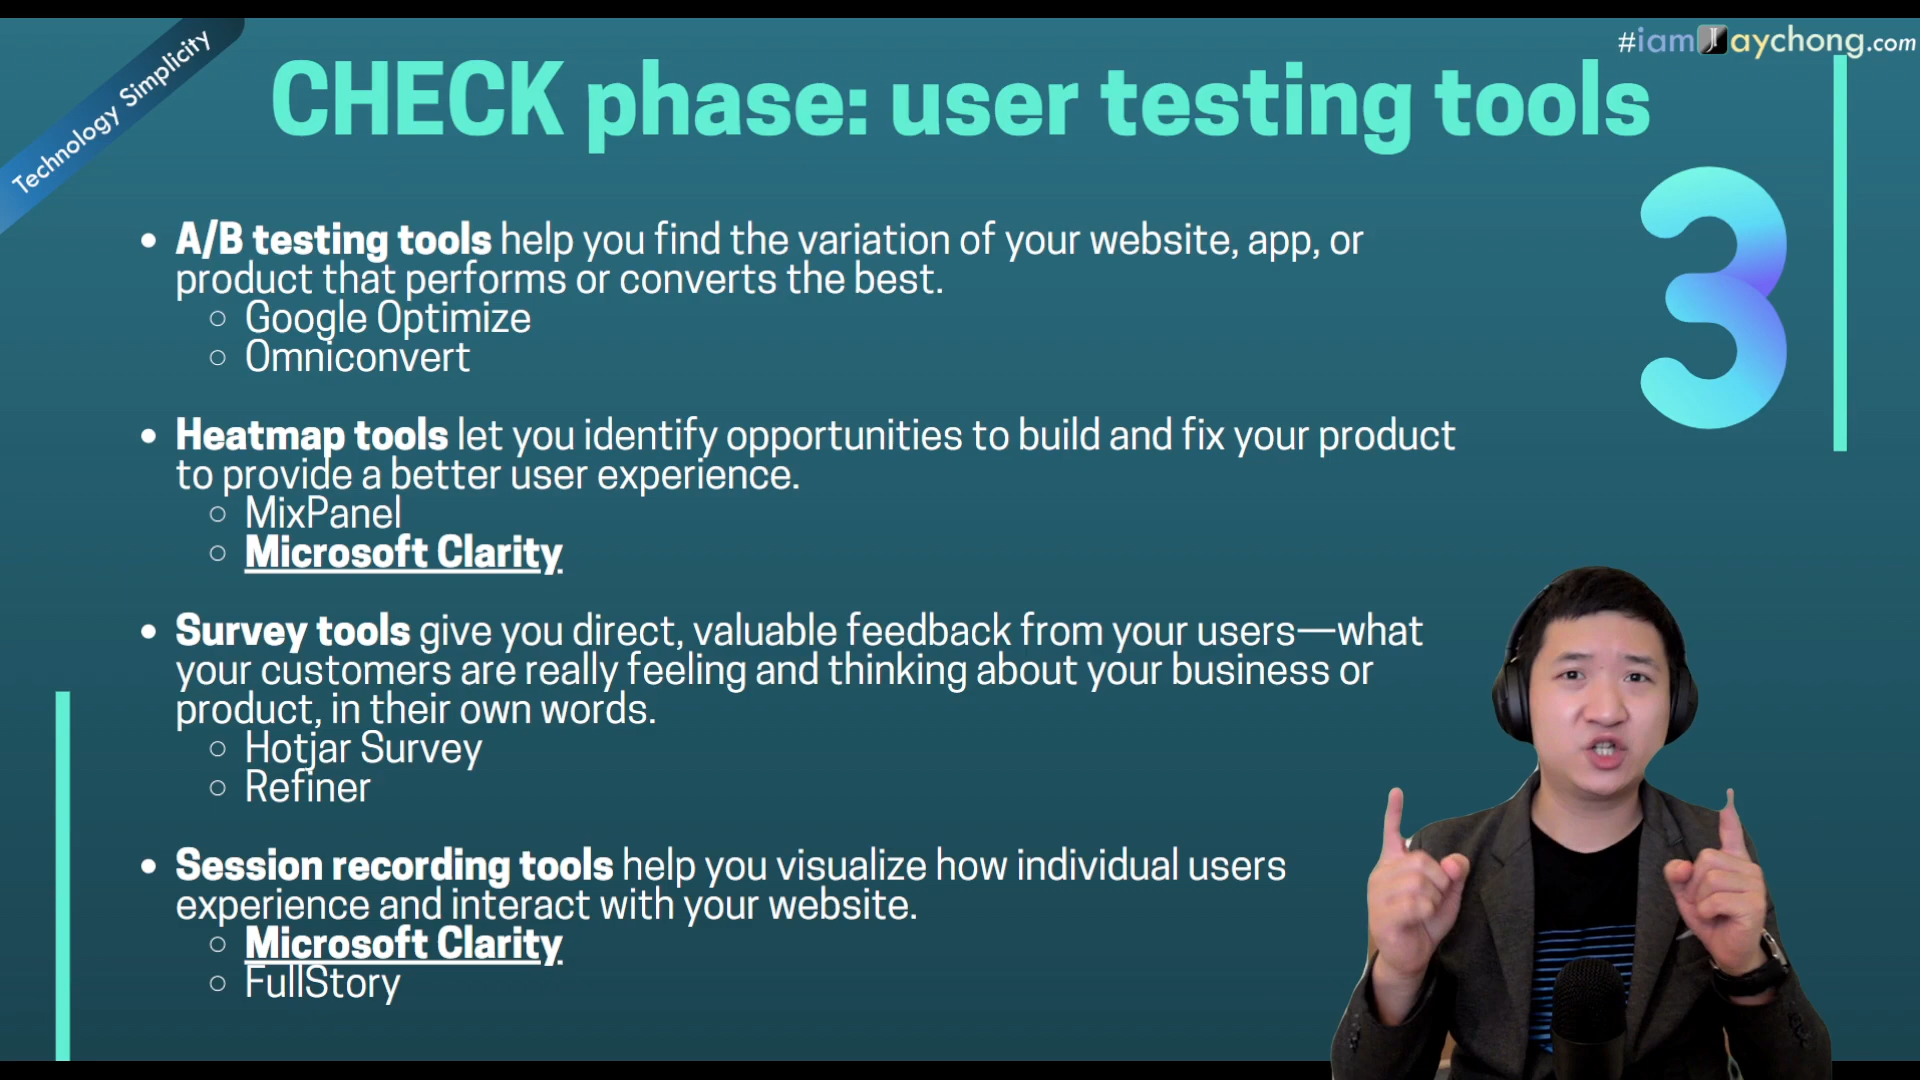 Technology Simplicity
#iamJaychong.com
CHECK phase: user testing tools
3
A/B testing tools help you find the variation of your website, app, or
product that performs or converts the best.
Google Optimize
Omniconvert
Heatmap tools let you identify opportunities to build and fix your product
to provide a better user experience.
MixPanel
Microsoft Clarity
Survey tools give you direct, valuable feedback from your users—what
your customers are really feeling and thinking about your business or
product, in their own words.
Hotjar Survey
Refiner
Session recording tools help you visualize how individual users
experience and interact with your website.
Microsoft Clarity
FullStory